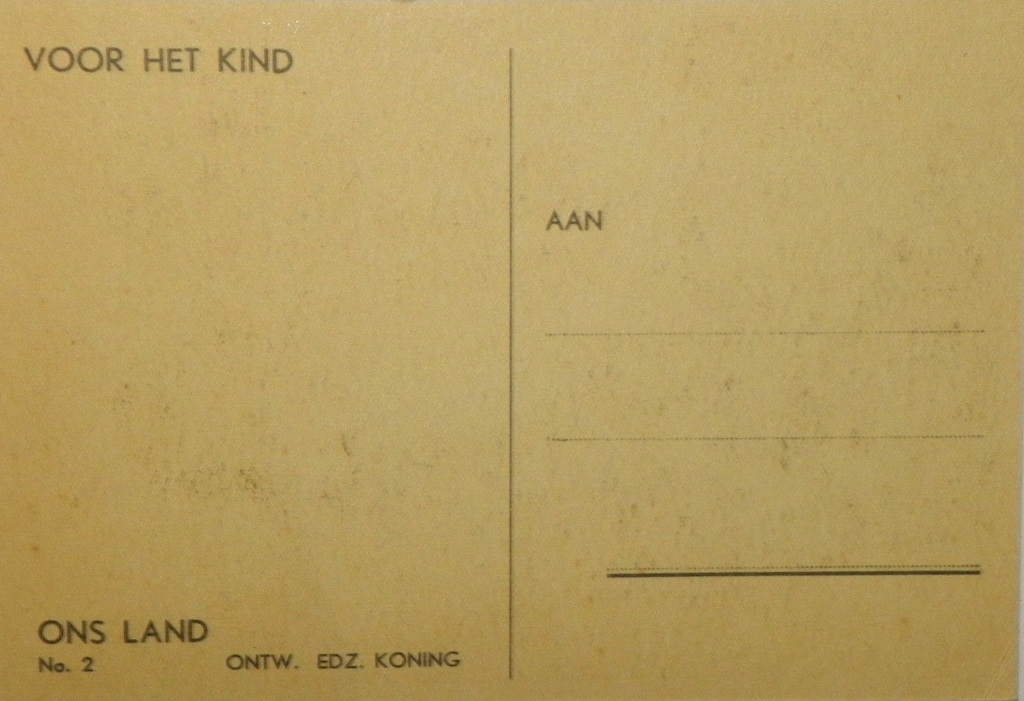 VOOR HET KIND
AAN
ONS LAND
No. 2 ONTW. EDZ. KONING